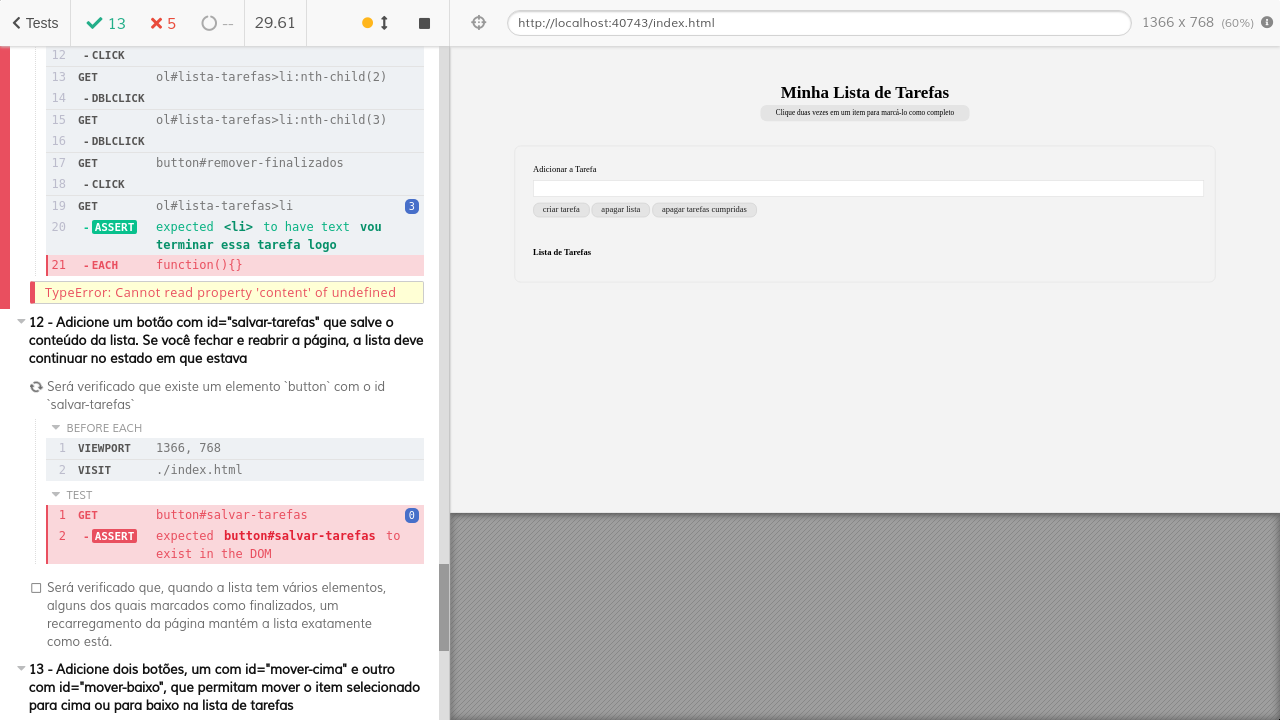 Tests 13 5 -- 29.61
http://localhost:40743/index.html 1366 x 768 (60%)
12 - CLICK
13 GET ol#lista-tarefas>li:nth-child(2)
14 - DBLCLICK
15 GET ol#lista-tarefas>li:nth-child(3)
16 - DBLCLICK
17 GET button#remover-finalizados
18 - CLICK
19 GET ol#lista-tarefas>li 3
20 - ASSERT expected <li> to have text vou
terminar essa tarefa logo
21 - EACH function(){}
TypeError: Cannot read property 'content' of undefined
12 - Adicione um botão com id="salvar-tarefas" que salve o
conteúdo da lista. Se você fechar e reabrir a página, a lista deve
continuar no estado em que estava
Será verificado que existe um elemento `button` com o id
`salvar-tarefas`
BEFORE EACH
1 VIEWPORT 1366, 768
2 VISIT ./index.html
TEST
1 GET button#salvar-tarefas 0
2 - ASSERT expected button#salvar-tarefas to
exist in the DOM
Será verificado que, quando a lista tem vários elementos,
alguns dos quais marcados como finalizados, um
recarregamento da página mantém a lista exatamente
como está.
13 - Adicione dois botões, um com id="mover-cima" e outro
com id="mover-baixo", que permitam mover o item selecionado
para cima ou para baixo na lista de tarefas
Minha Lista de Tarefas
Clique duas vezes em um item para marcá-lo como completo
Adicionar a Tarefa
criar tarefa apagar lista apagar tarefas cumpridas
Lista de Tarefas